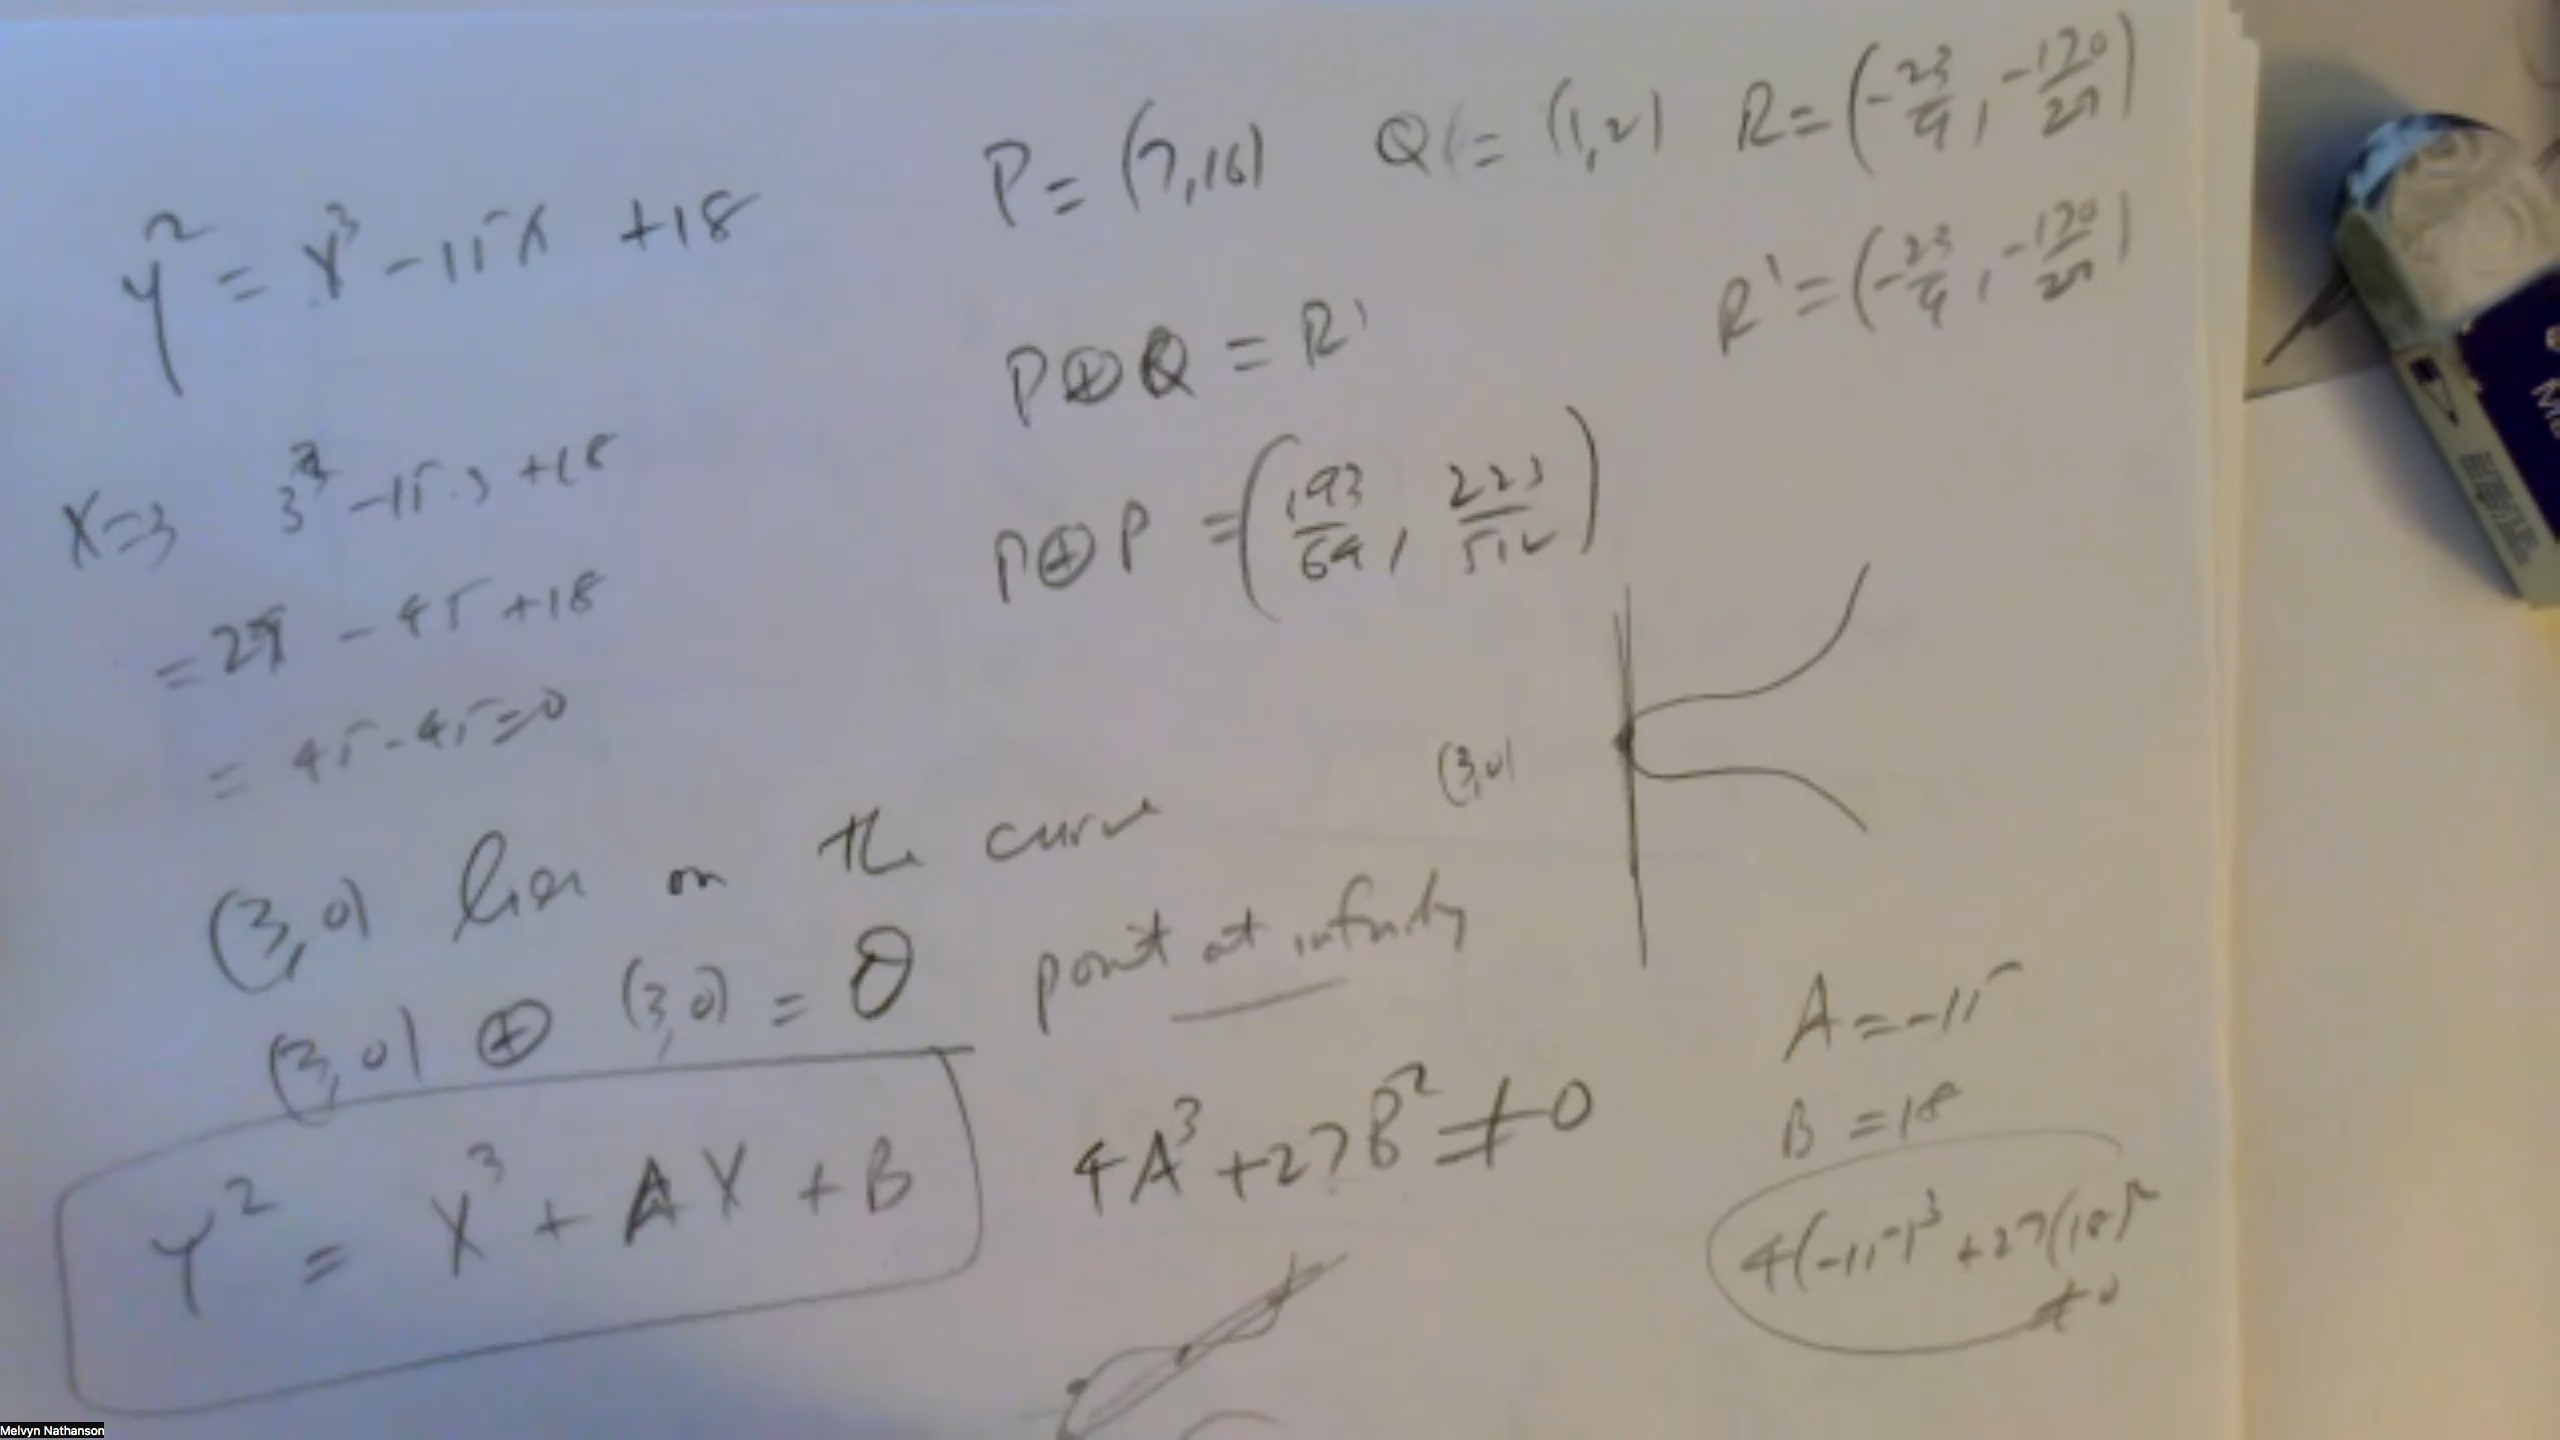 y² = x³ - 15x + 18
P = (7,16) Q = (1,2) R = (-23/9, -170/27)
R' = (-23/9, -170/27)
P ⊕ Q = R'
P ⊕ P = (193/64, 223/512)
x=3 3³ - 15·3 + 18
= 27 - 45 + 18
= 45 - 45 = 0
(3,0)
(3,0) lies on the curve
(3,0) ⊕ (3,0) = O point at infinity
A = -15
B = 18
Y² = X³ + AX + B 4A³ + 27B² ≠ 0
4(-15)³ + 27(18)² ≠ 0
Melvyn Nathanson